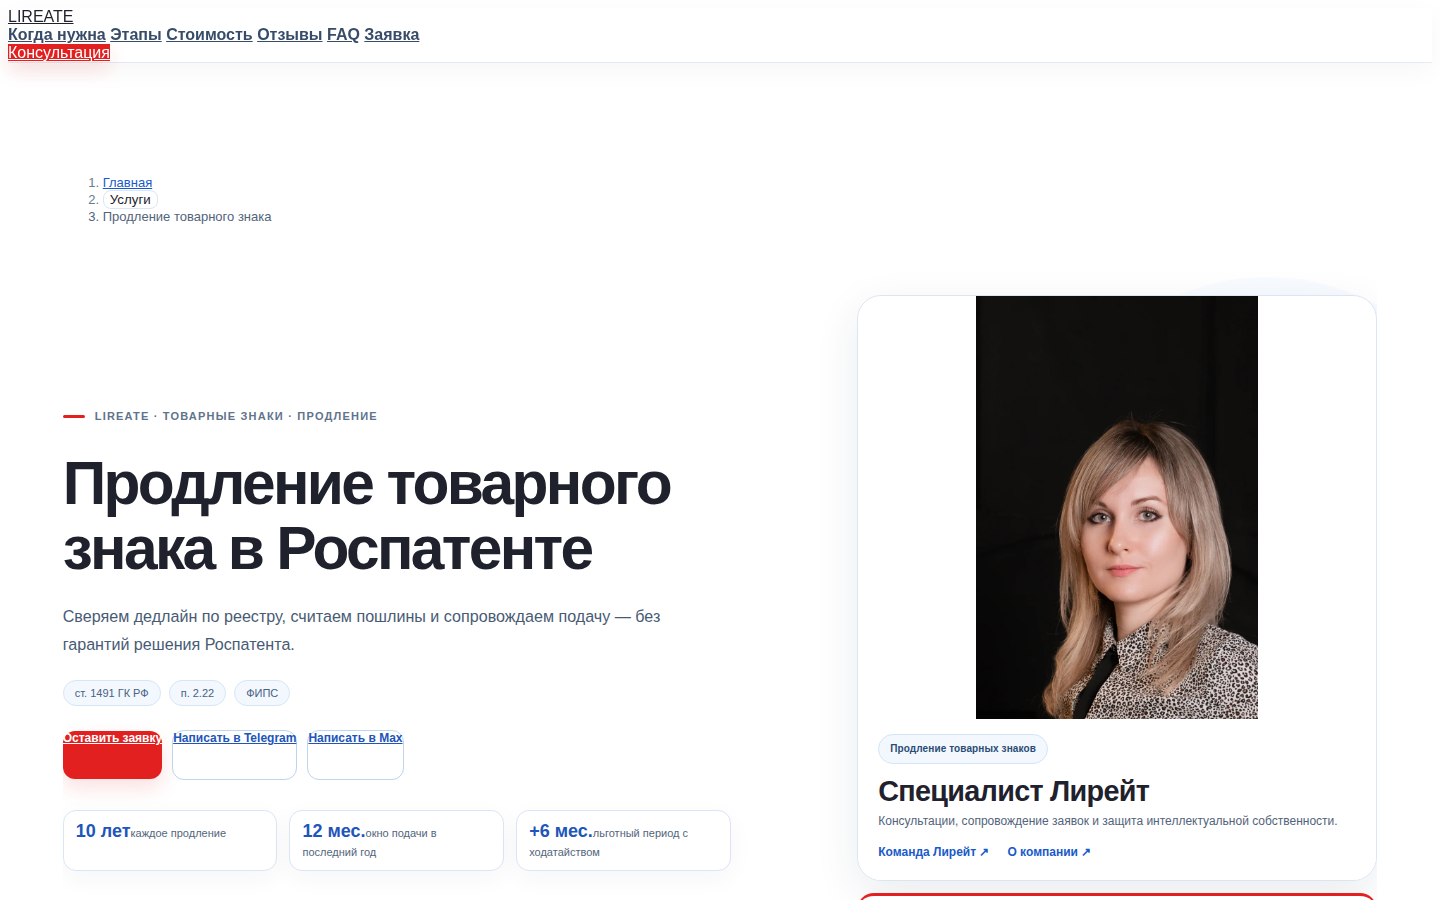 LIREATE
Когда нужна Этапы Стоимость Отзывы FAQ Заявка
Консультация
1. Главная
2. Услуги
3. Продление товарного знака
LIREATE · ТОВАРНЫЕ ЗНАКИ · ПРОДЛЕНИЕ
Продление товарного
знака в Роспатенте
Сверяем дедлайн по реестру, считаем пошлины и сопровождаем подачу — без
гарантий решения Роспатента.
ст. 1491 ГК РФ
п. 2.22
ФИПС
Оставить заявку
Написать в Telegram
Написать в Max
10 леткаждое продление
12 мес.окно подачи в
последний год
+6 мес.льготный период с
ходатайством
Продление товарных знаков
Специалист Лирейт
Консультации, сопровождение заявок и защита интеллектуальной собственности.
Команда Лирейт ↗ О компании ↗